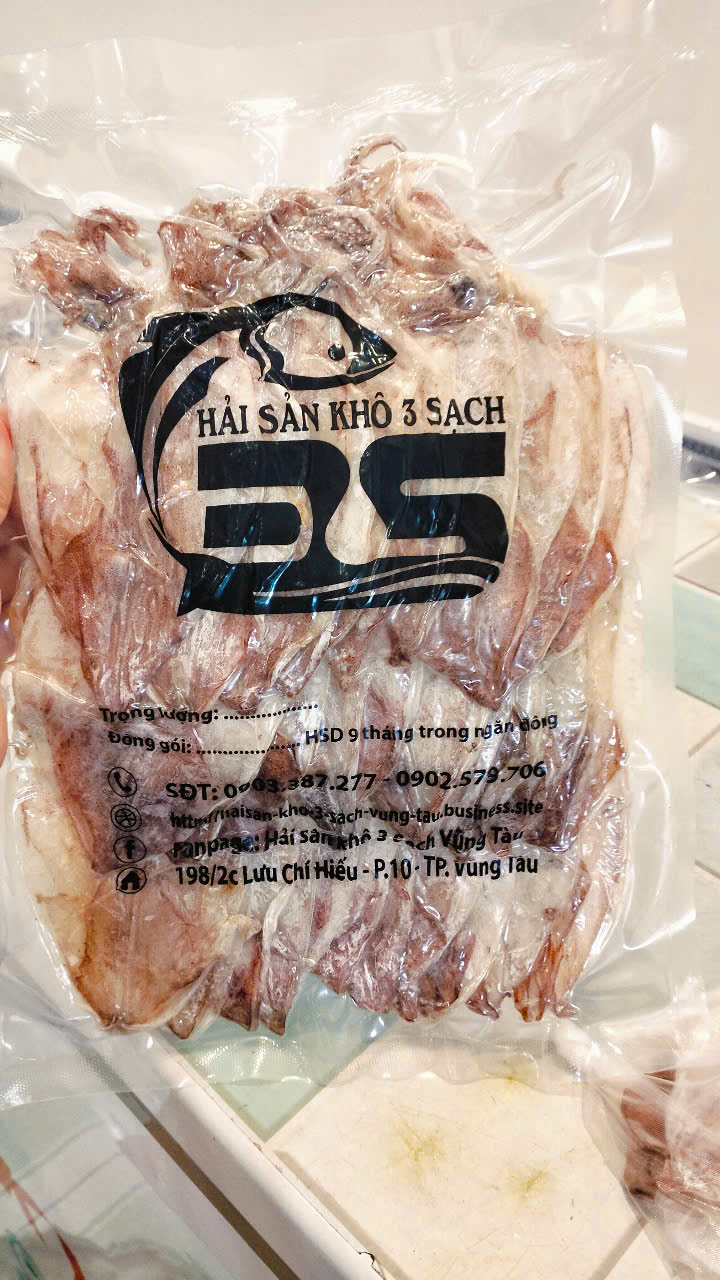 HẢI SẢN KHÔ 3 SẠCH
3S
Trọng lượng: .................
Đóng gói: ................... HSD 9 tháng trong ngăn đông
SĐT: 0903.387.277 - 0902.579.706
http://haisan-kho-3-sach-vung-tau.business.site
Fanpage: Hải sản khô 3 sạch Vũng Tàu
198/2c Lưu Chí Hiếu - P.10 - TP. Vũng Tàu